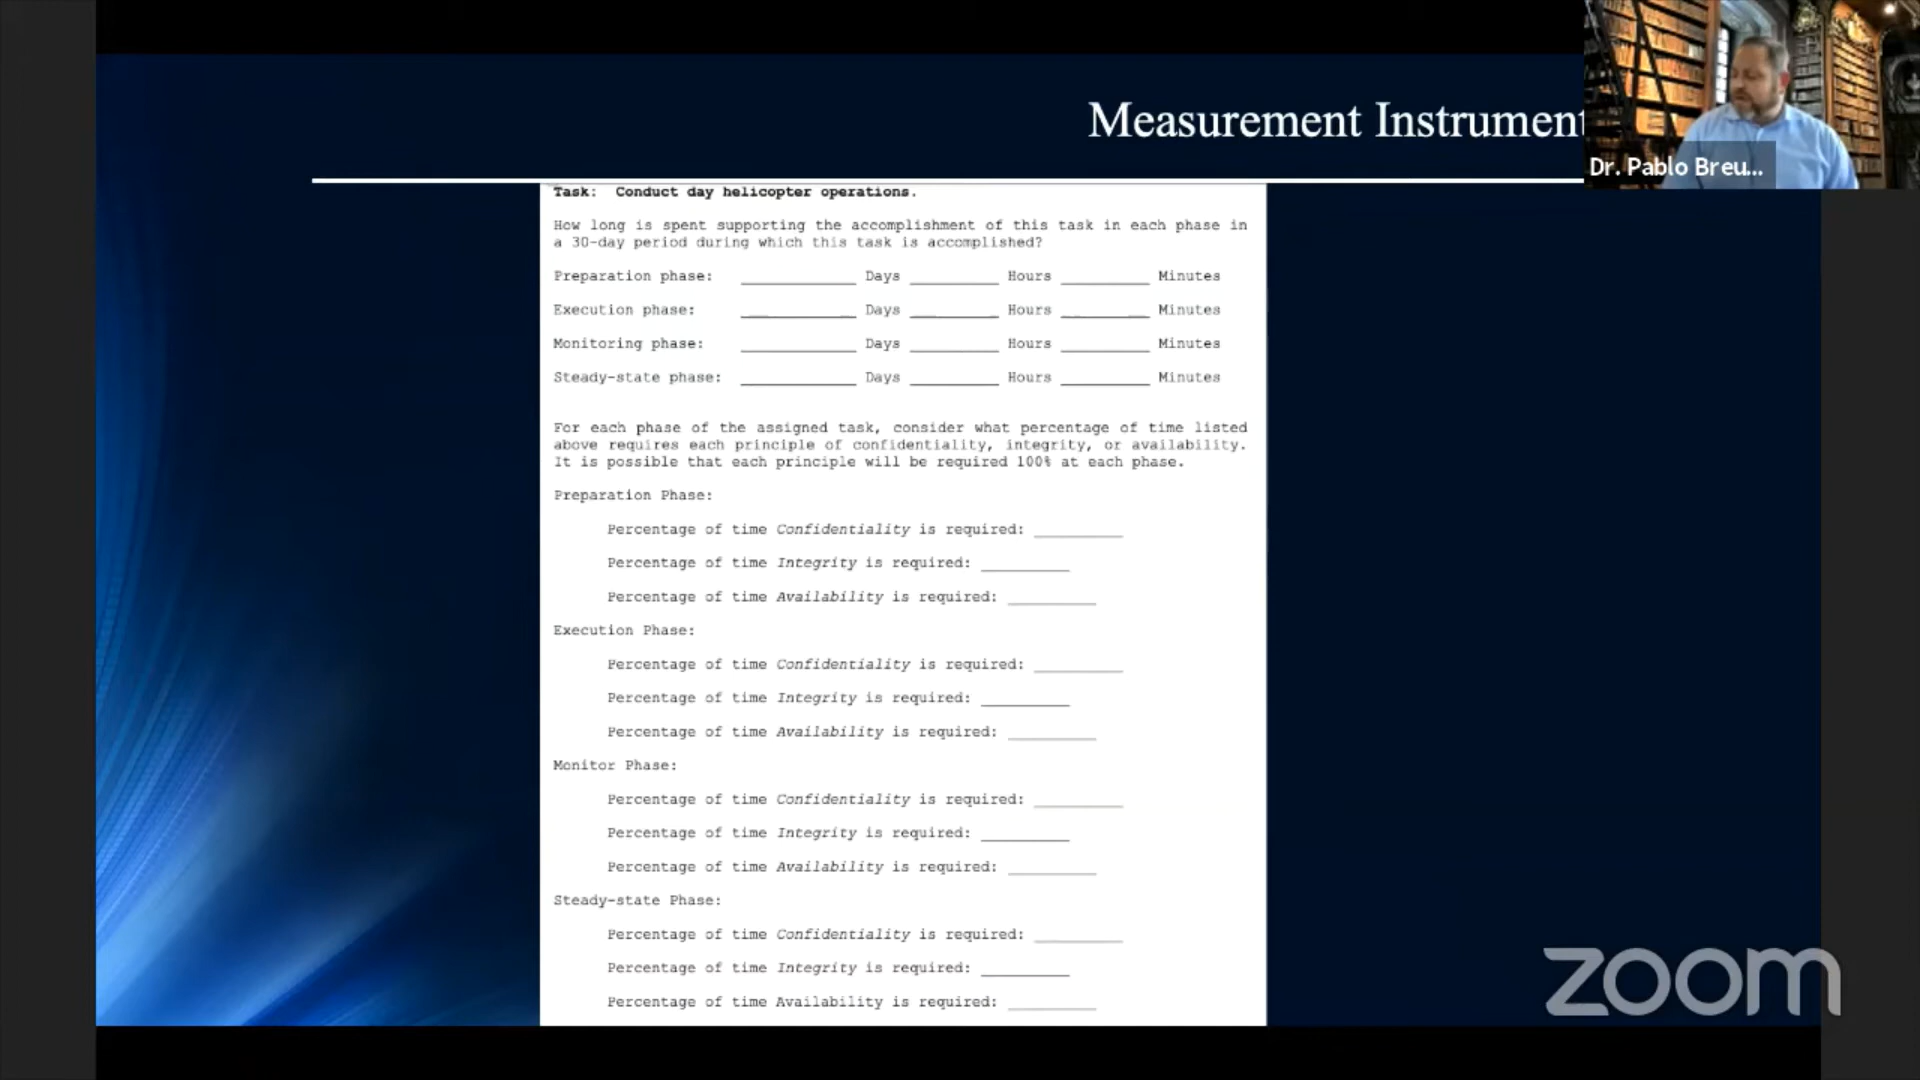 Measurement Instrument
Dr. Pablo Breu...
Task: Conduct day helicopter operations.
How long is spent supporting the accomplishment of this task in each phase in
a 30-day period during which this task is accomplished?
Preparation phase: ____________ Days __________ Hours __________ Minutes
Execution phase: ____________ Days __________ Hours __________ Minutes
Monitoring phase: ____________ Days __________ Hours __________ Minutes
Steady-state phase: ____________ Days __________ Hours __________ Minutes
For each phase of the assigned task, consider what percentage of time listed
above requires each principle of confidentiality, integrity, or availability.
It is possible that each principle will be required 100% at each phase.
Preparation Phase:
Percentage of time Confidentiality is required: __________
Percentage of time Integrity is required: __________
Percentage of time Availability is required: __________
Execution Phase:
Percentage of time Confidentiality is required: __________
Percentage of time Integrity is required: __________
Percentage of time Availability is required: __________
Monitor Phase:
Percentage of time Confidentiality is required: __________
Percentage of time Integrity is required: __________
Percentage of time Availability is required: __________
Steady-state Phase:
Percentage of time Confidentiality is required: __________
Percentage of time Integrity is required: __________
Percentage of time Availability is required: __________
zoom